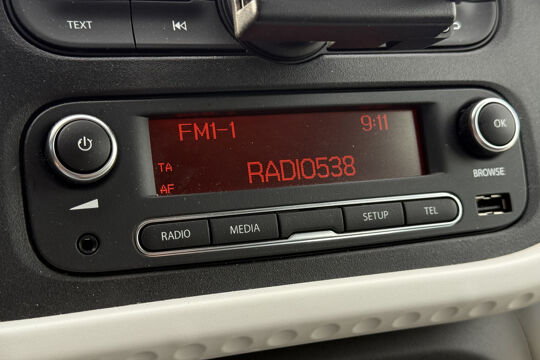 TEXT
FM1-1 9:11
TA
RADIO538
AF
OK
BROWSE
RADIO MEDIA SETUP TEL